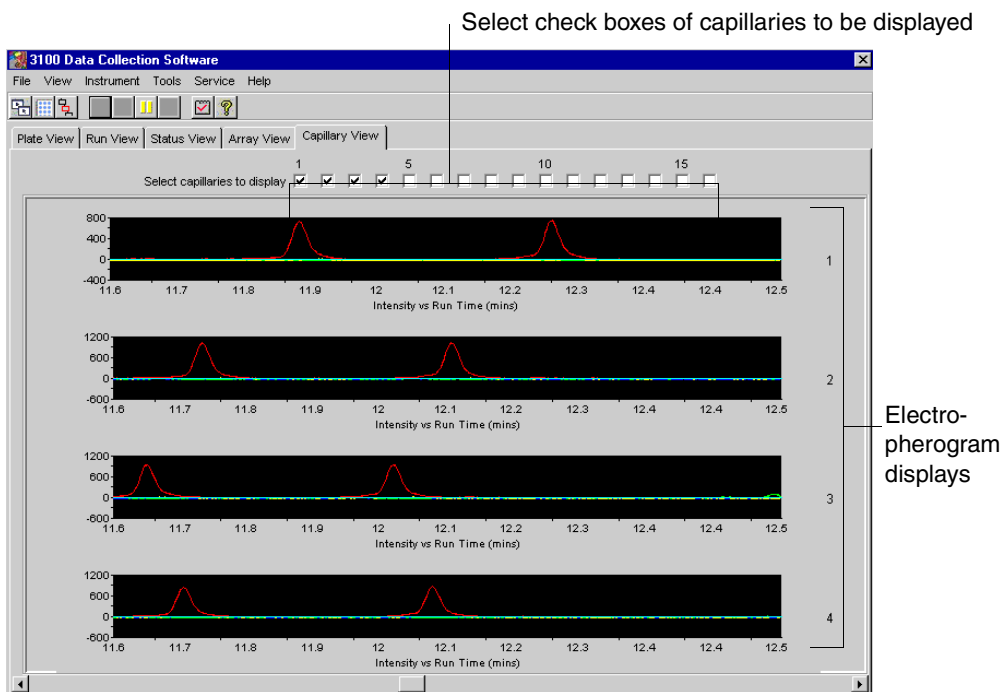 Select check boxes of capillaries to be displayed
3100 Data Collection Software
File View Instrument Tools Service Help
Plate View Run View Status View Array View Capillary View
1 5 10 15
Select capillaries to display
800
400
0
-400
11.6 11.7 11.8 11.9 12 12.1 12.2 12.3 12.4 12.4 12.5
Intensity vs Run Time (mins)
1
1200
600
0
-600
11.6 11.7 11.8 11.9 12 12.1 12.2 12.3 12.4 12.4 12.5
Intensity vs Run Time (mins)
2
Electro-
pherogram
displays
1200
600
0
-600
11.6 11.7 11.8 11.9 12 12.1 12.2 12.3 12.4 12.4 12.5
Intensity vs Run Time (mins)
3
1200
600
0
-600
11.6 11.7 11.8 11.9 12 12.1 12.2 12.3 12.4 12.4 12.5
Intensity vs Run Time (mins)
4